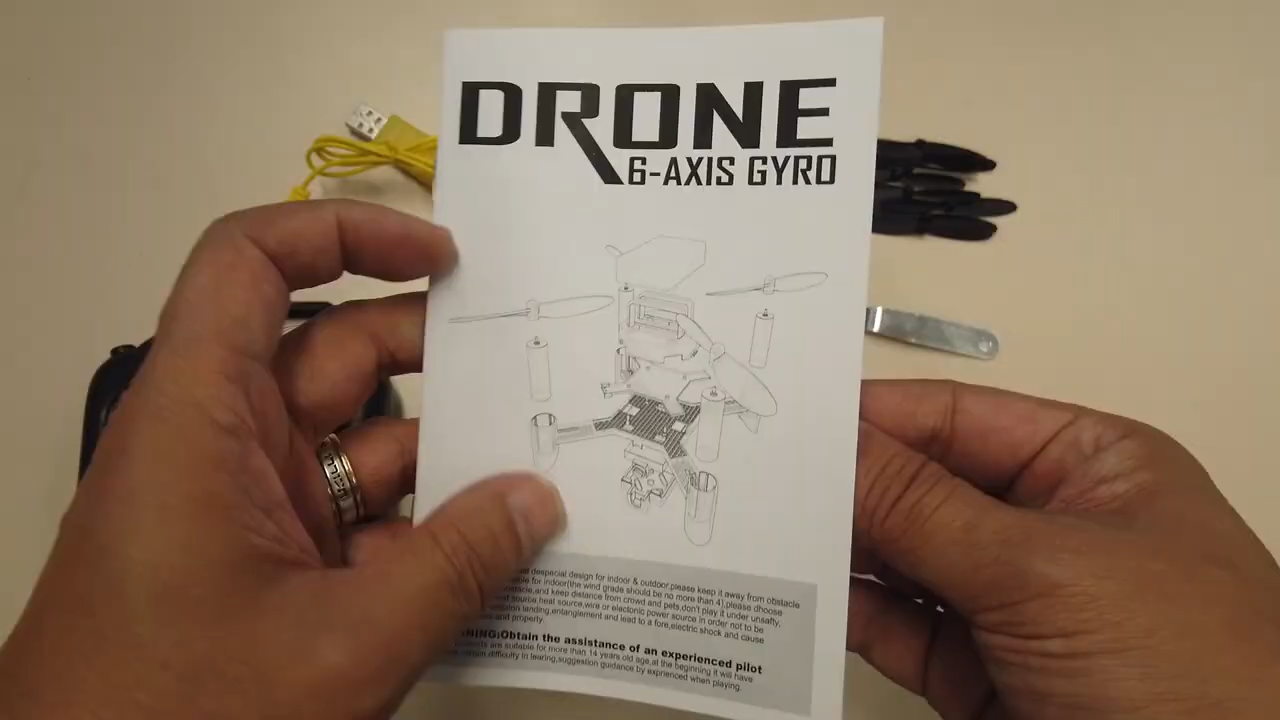 DRONE
6-AXIS GYRO
despecial design for indoor & outdoor,please keep it away from obstacle
for indoor(the wind grade should be no more than 4),please dhoose
and keep distance from crowd and pets,don't play it under unsafty,
source heat source,wire or electonic power source in order not to be
landing,entanglement and lead to a fore,electric shock and cause
and property.
Obtain the assistance of an experienced pilot
are suitable for more than 14 years old age,at the beginning it will have
difficulty in learing,suggestion guidance by exprienced when playing.